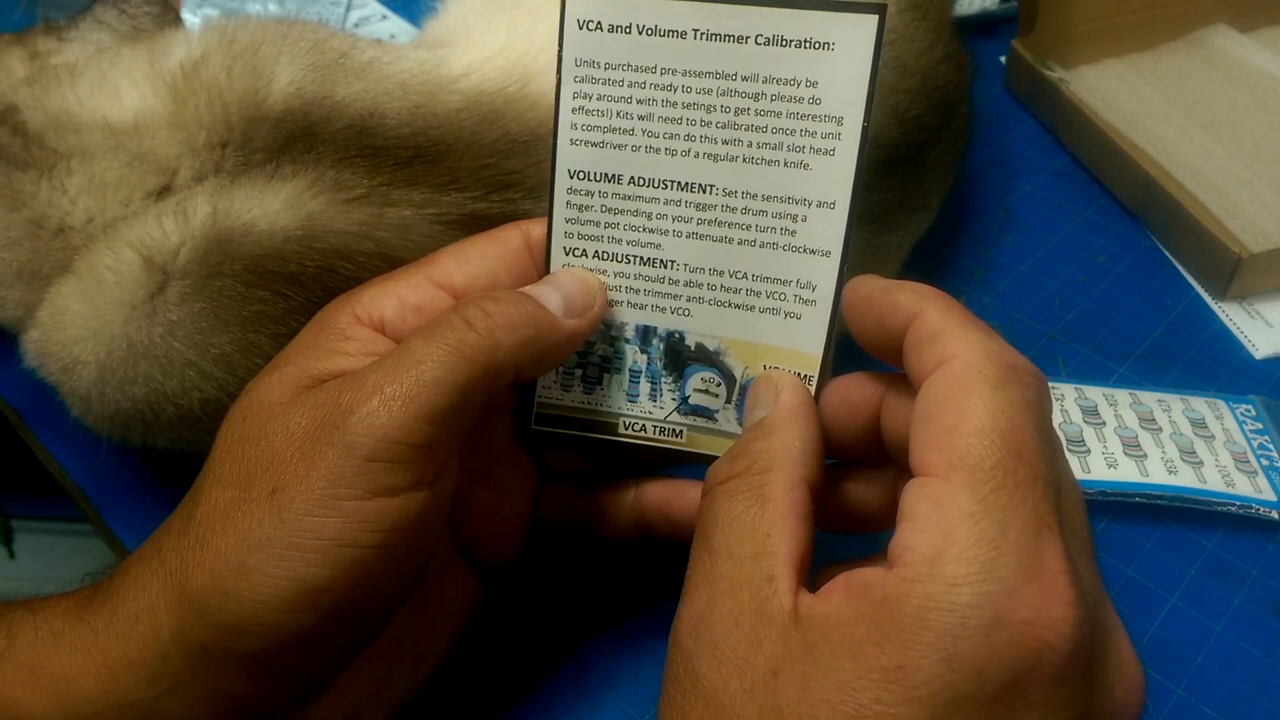 VCA and Volume Trimmer Calibration:
Units purchased pre-assembled will already be
calibrated and ready to use (although please do
play around with the setings to get some interesting
effects!) Kits will need to be calibrated once the unit
is completed. You can do this with a small slot head
screwdriver or the tip of a regular kitchen knife.
VOLUME ADJUSTMENT: Set the sensitivity and
decay to maximum and trigger the drum using a
finger. Depending on your preference turn the
volume pot clockwise to attenuate and anti-clockwise
to boost the volume.
VCA ADJUSTMENT: Turn the VCA trimmer fully
clockwise, you should be able to hear the VCO. Then
just the trimmer anti-clockwise until you
nger hear the VCO.
503
VOLUME
VCA TRIM
RAKIT
10k
33k
100k